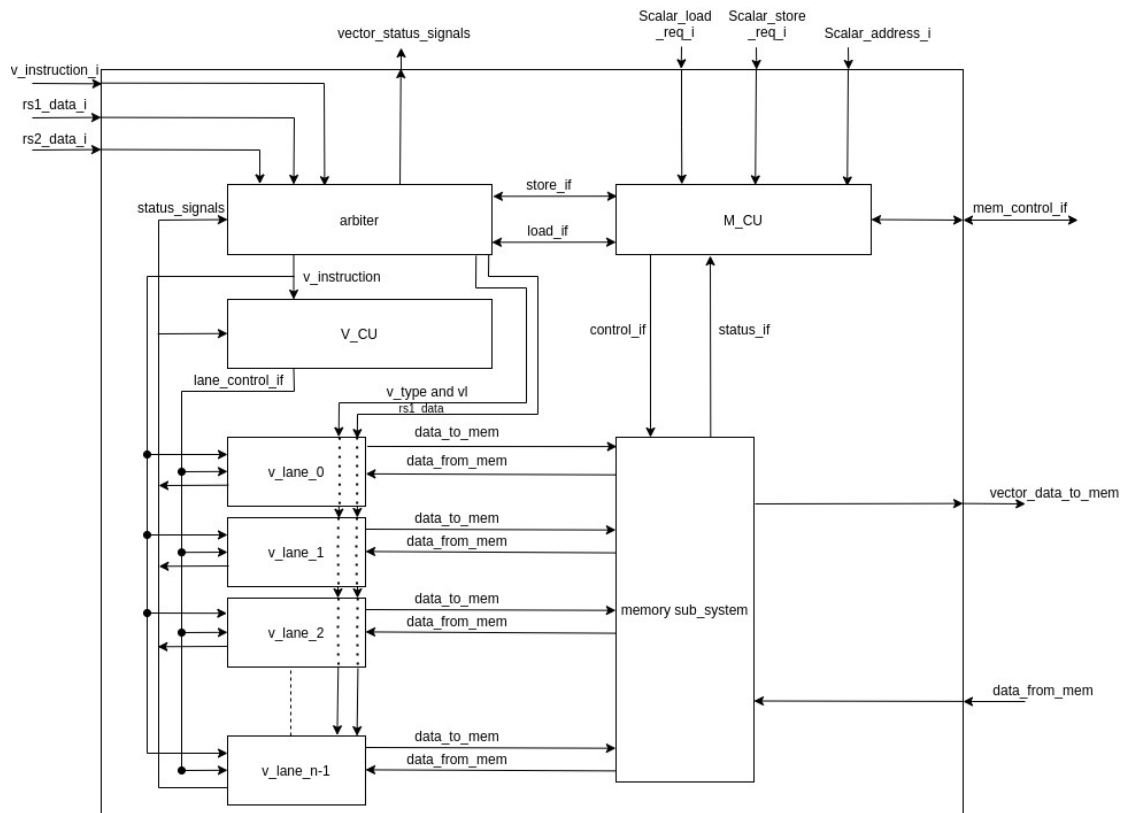 Scalar_load
_req_i
Scalar_store
_req_i
Scalar_address_i
vector_status_signals
v_instruction_i
rs1_data_i
rs2_data_i
status_signals
arbiter
store_if
load_if
M_CU
mem_control_if
v_instruction
V_CU
control_if
status_if
lane_control_if
v_type and vl
rs1_data
v_lane_0
data_to_mem
data_from_mem
vector_data_to_mem
v_lane_1
data_to_mem
data_from_mem
v_lane_2
data_to_mem
data_from_mem
memory sub_system
data_from_mem
v_lane_n-1
data_to_mem
data_from_mem